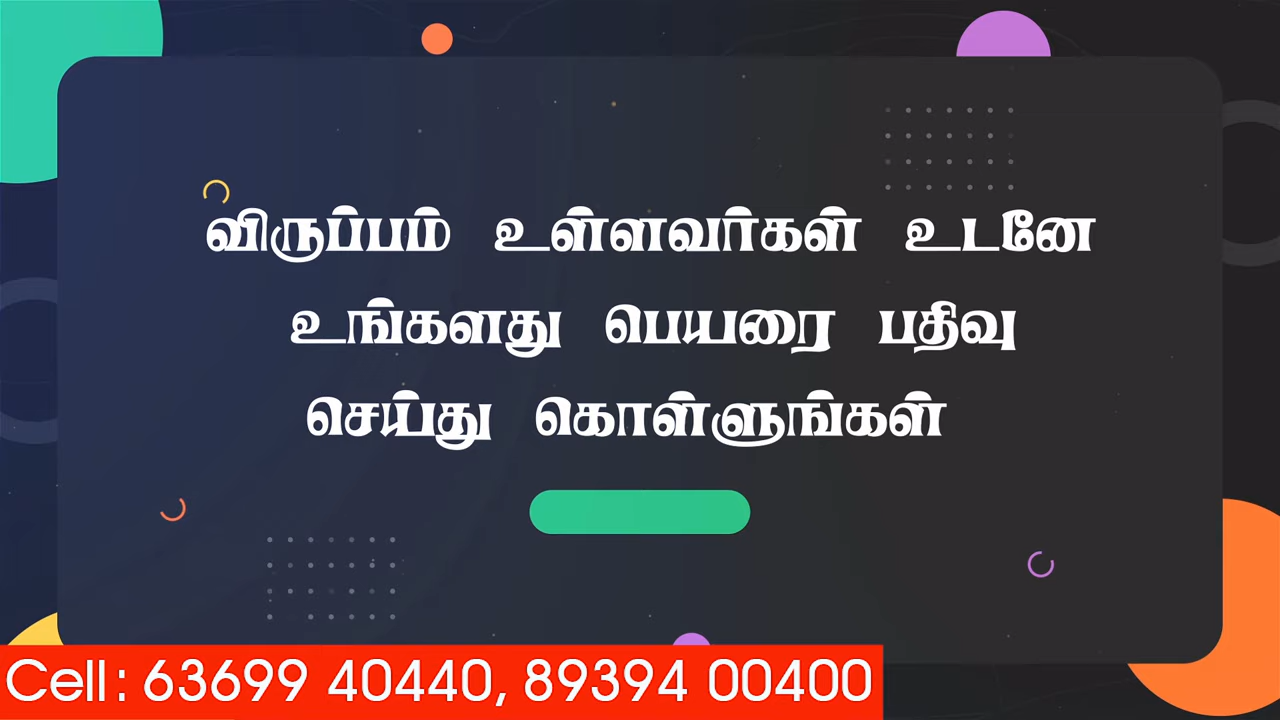 விருப்பம் உள்ளவர்கள் உடனே
உங்களது பெயரை பதிவு
செய்து கொள்ளுங்கள்
Cell : 63699 40440, 89394 00400